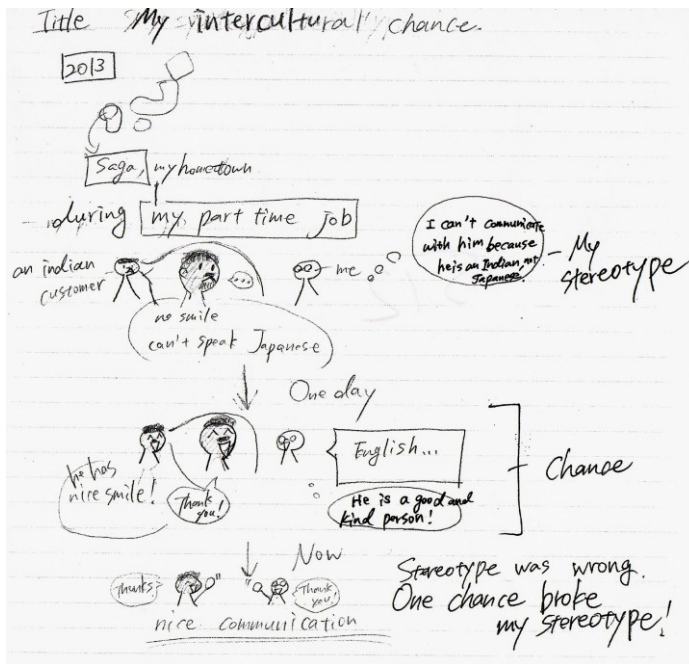 Title "My intercultural" chance.
2013
Saga, my hometown
during my part time job
an indian
customer
...
me
I can't communicate
with him because
he is an Indian, not
Japanese.
My
stereotype
no smile
can't speak Japanese
One day
he has
nice smile!
Thank
you!
English...
He is a good and
kind person!
Chance
Now
Thanks
Thank
you!
nice communication
Stereotype was wrong.
One chance broke
my stereotype!